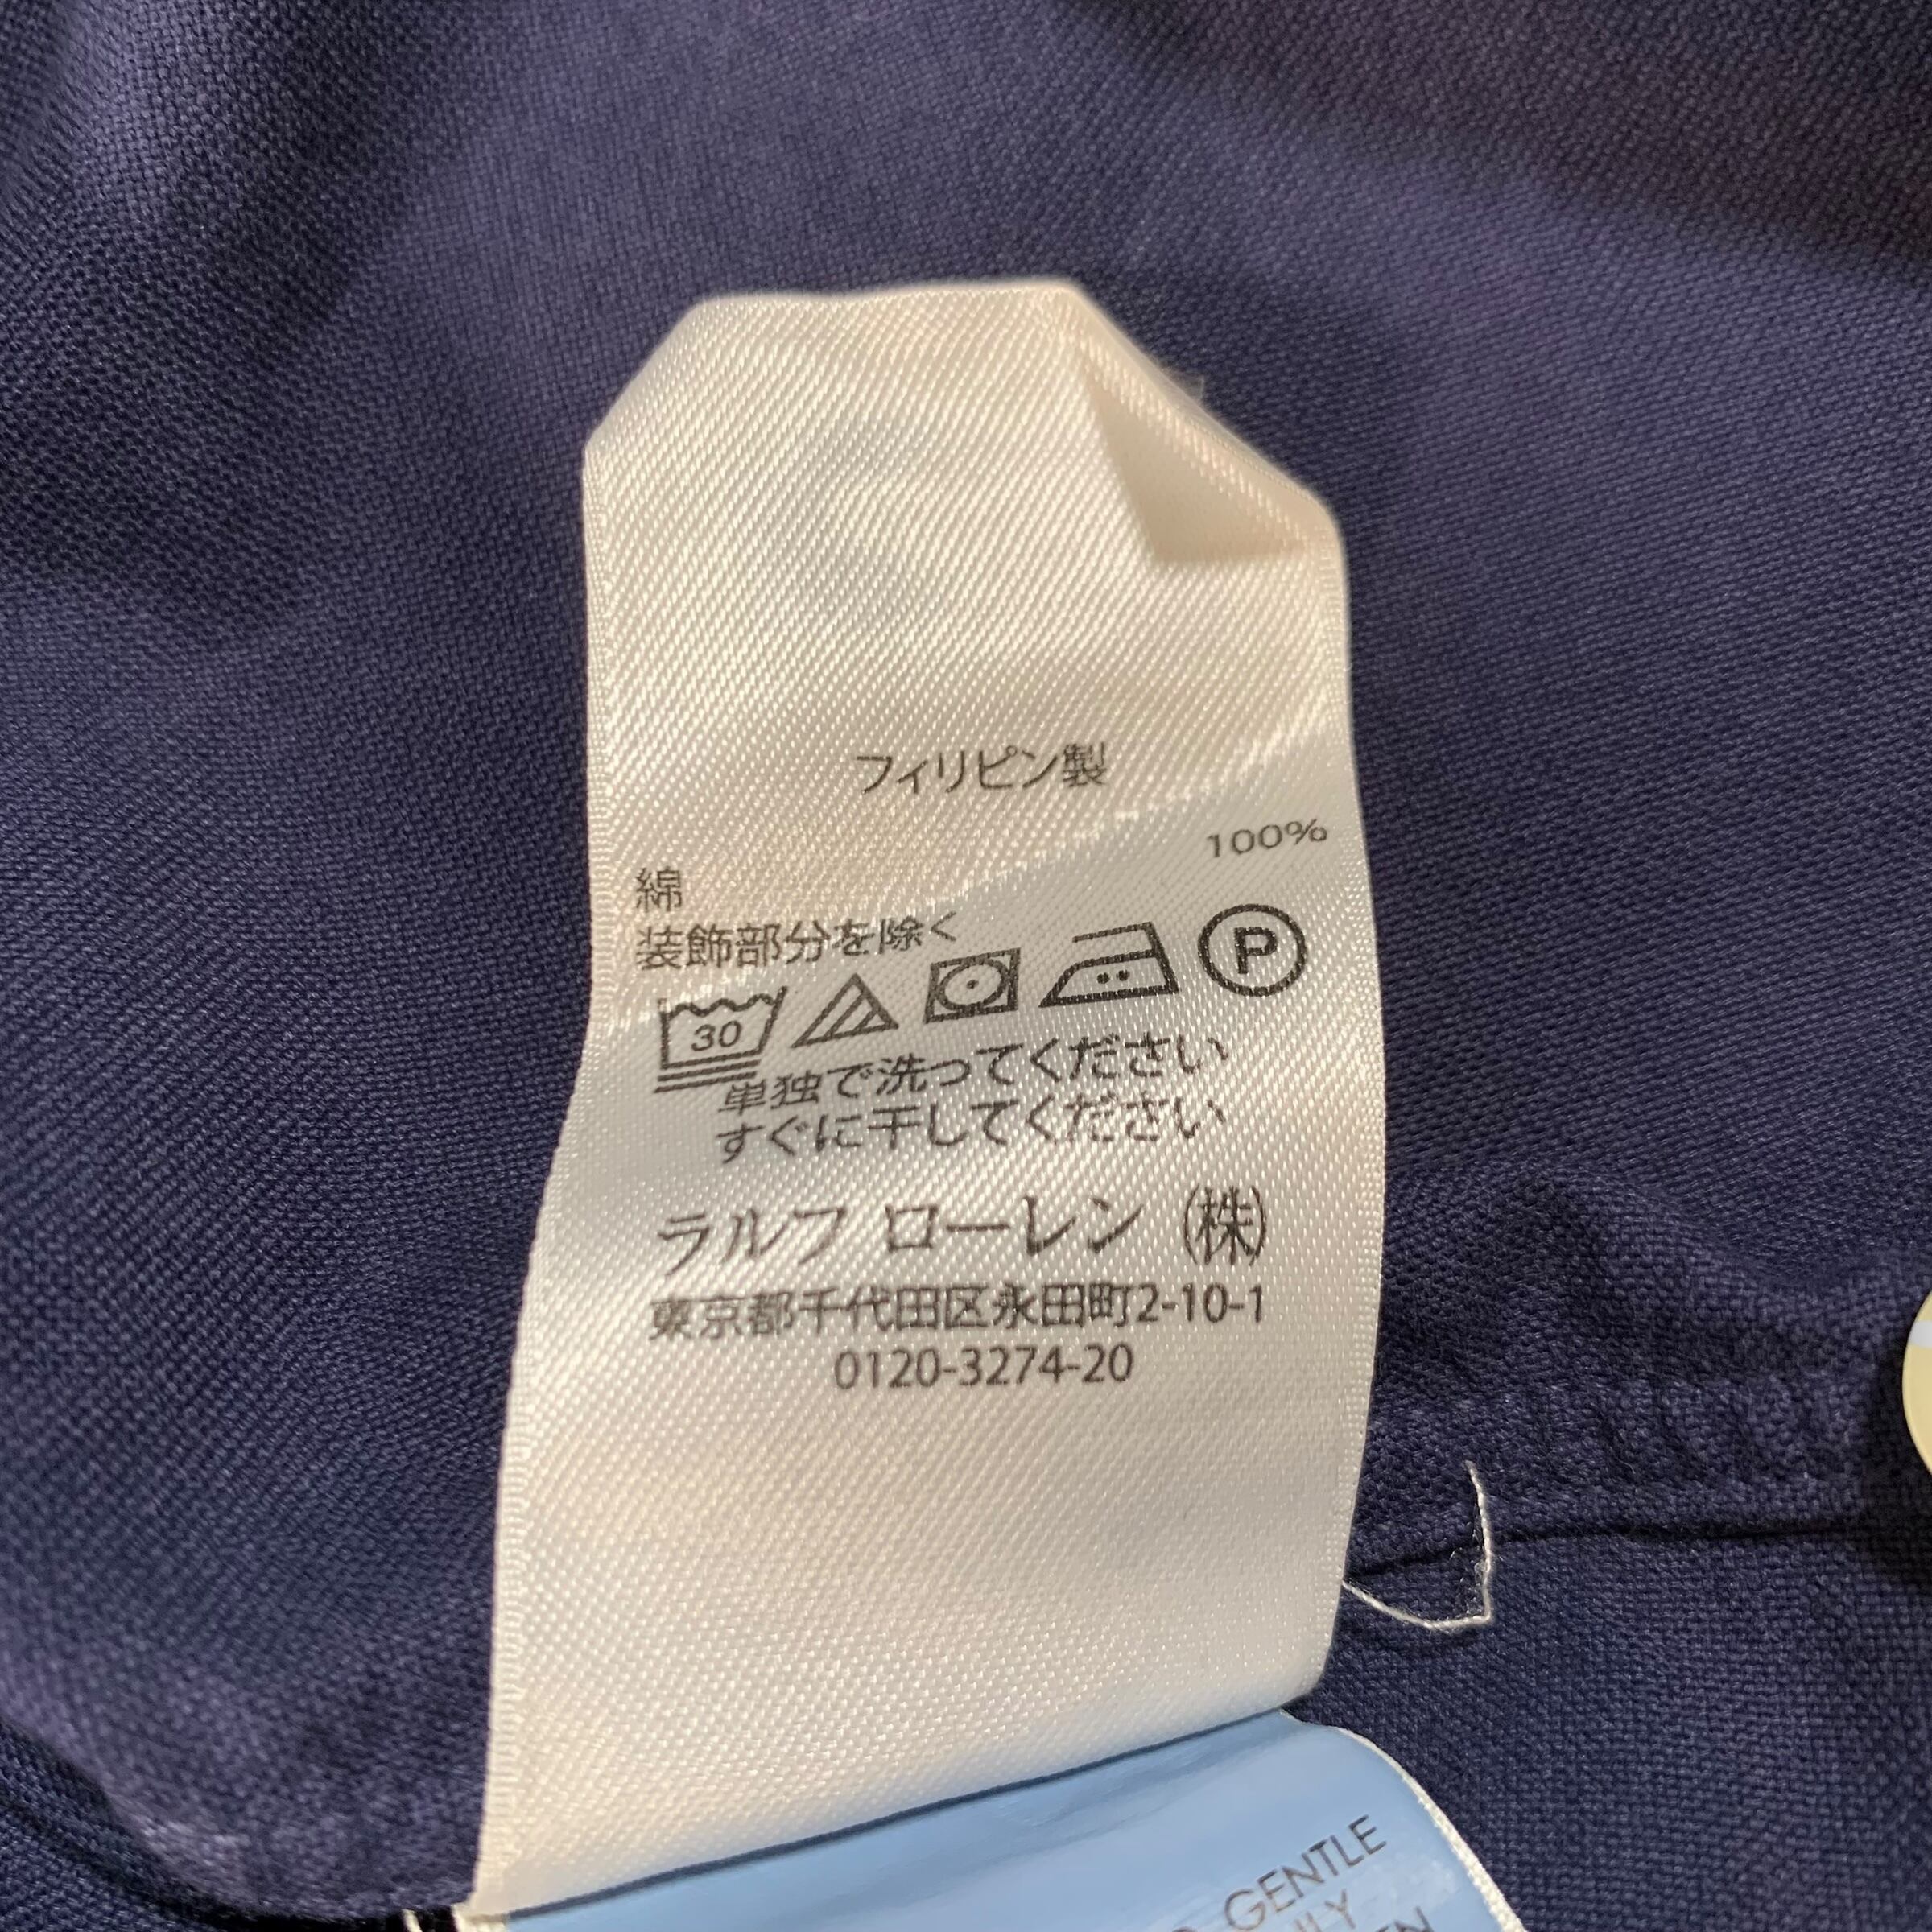 フィリピン製
綿 100%
装飾部分を除く
30 P
単独で洗ってください
すぐに干してください
ラルフ ローレン (株)
東京都千代田区永田町2-10-1
0120-3274-20
GENTLE